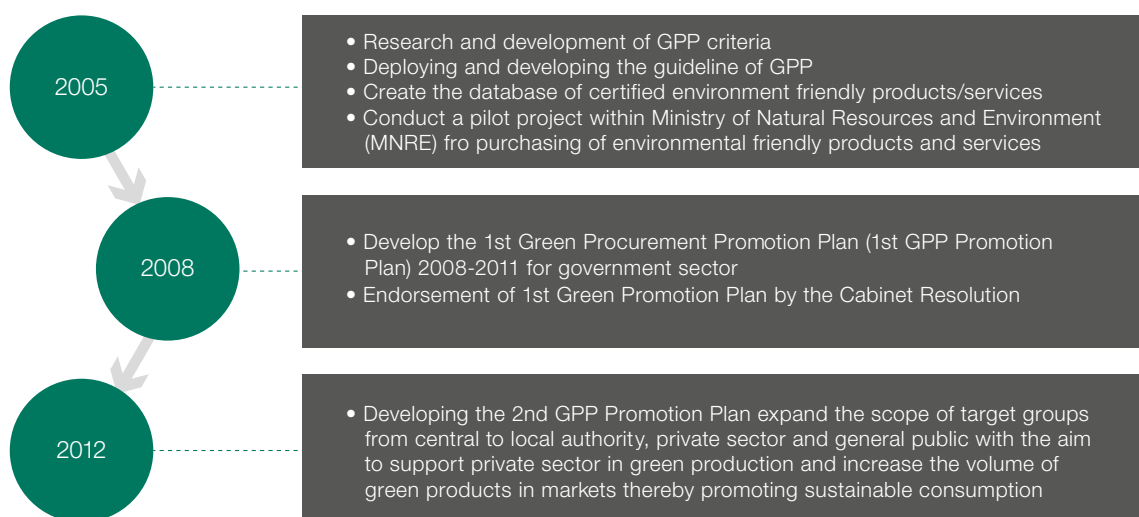 2005
• Research and development of GPP criteria
• Deploying and developing the guideline of GPP
• Create the database of certified environment friendly products/services
• Conduct a pilot project within Ministry of Natural Resources and Environment
(MNRE) fro purchasing of environmental friendly products and services
2008
• Develop the 1st Green Procurement Promotion Plan (1st GPP Promotion
Plan) 2008-2011 for government sector
• Endorsement of 1st Green Promotion Plan by the Cabinet Resolution
2012
• Developing the 2nd GPP Promotion Plan expand the scope of target groups
from central to local authority, private sector and general public with the aim
to support private sector in green production and increase the volume of
green products in markets thereby promoting sustainable consumption